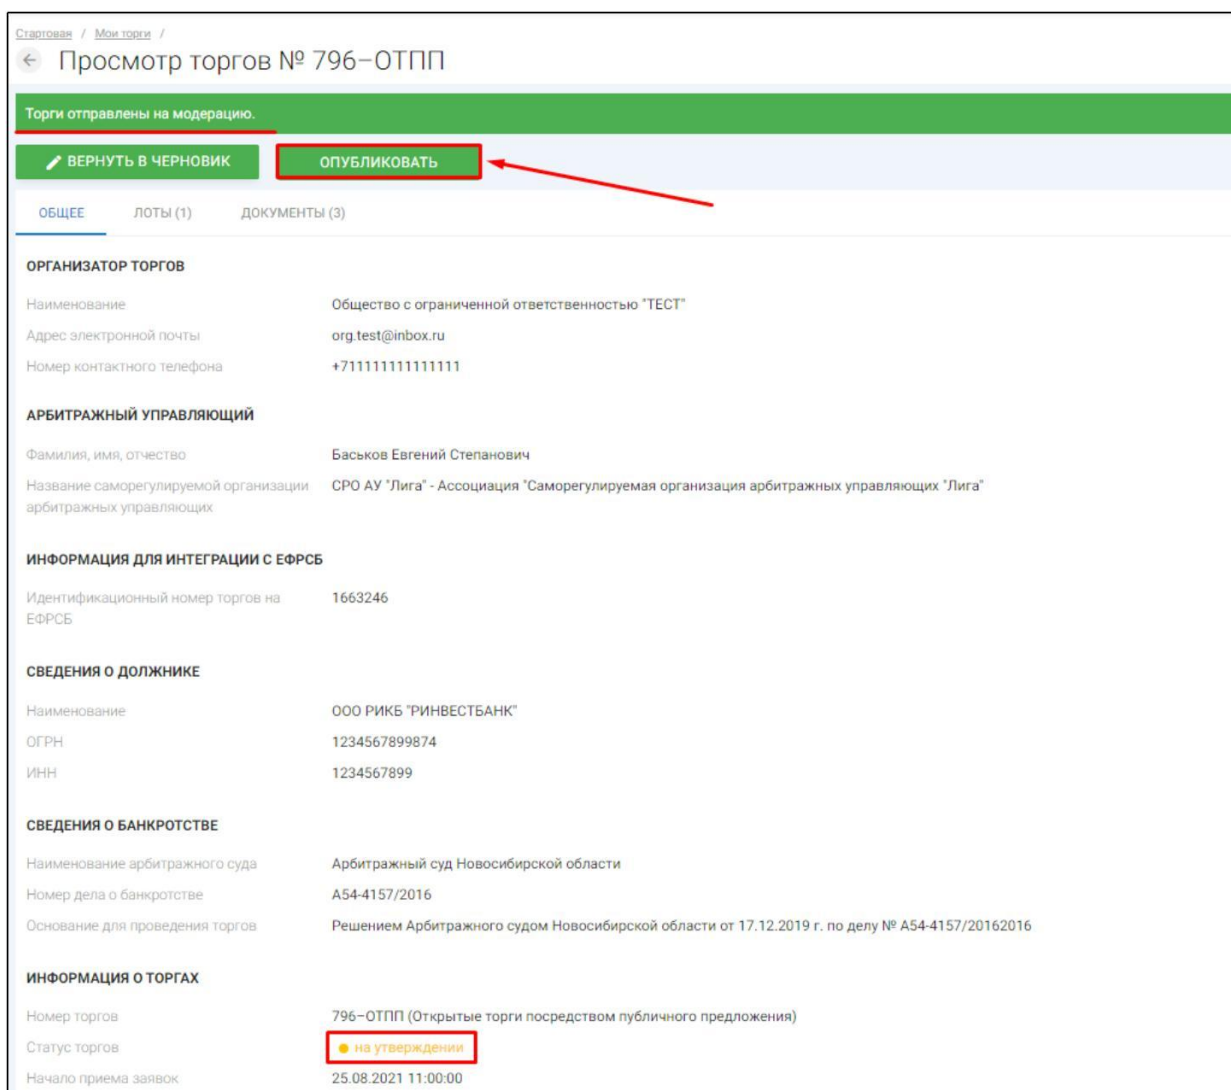 Стартовая / Мои торги /
Просмотр торгов № 796–ОТПП
Торги отправлены на модерацию.
ВЕРНУТЬ В ЧЕРНОВИК ОПУБЛИКОВАТЬ
ОБЩЕЕ ЛОТЫ (1) ДОКУМЕНТЫ (3)
ОРГАНИЗАТОР ТОРГОВ
Наименование Общество с ограниченной ответственностью "ТЕСТ"
Адрес электронной почты org.test@inbox.ru
Номер контактного телефона +711111111111111
АРБИТРАЖНЫЙ УПРАВЛЯЮЩИЙ
Фамилия, имя, отчество Баськов Евгений Степанович
Название саморегулируемой организации СРО АУ "Лига" - Ассоциация "Саморегулируемая организация арбитражных управляющих "Лига"
арбитражных управляющих
ИНФОРМАЦИЯ ДЛЯ ИНТЕГРАЦИИ С ЕФРСБ
Идентификационный номер торгов на 1663246
ЕФРСБ
СВЕДЕНИЯ О ДОЛЖНИКЕ
Наименование ООО РИКБ "РИНВЕСТБАНК"
ОГРН 1234567899874
ИНН 1234567899
СВЕДЕНИЯ О БАНКРОТСТВЕ
Наименование арбитражного суда Арбитражный суд Новосибирской области
Номер дела о банкротстве А54-4157/2016
Основание для проведения торгов Решением Арбитражного судом Новосибирской области от 17.12.2019 г. по делу № А54-4157/20162016
ИНФОРМАЦИЯ О ТОРГАХ
Номер торгов 796–ОТПП (Открытые торги посредством публичного предложения)
Статус торгов на утверждении
Начало приема заявок 25.08.2021 11:00:00